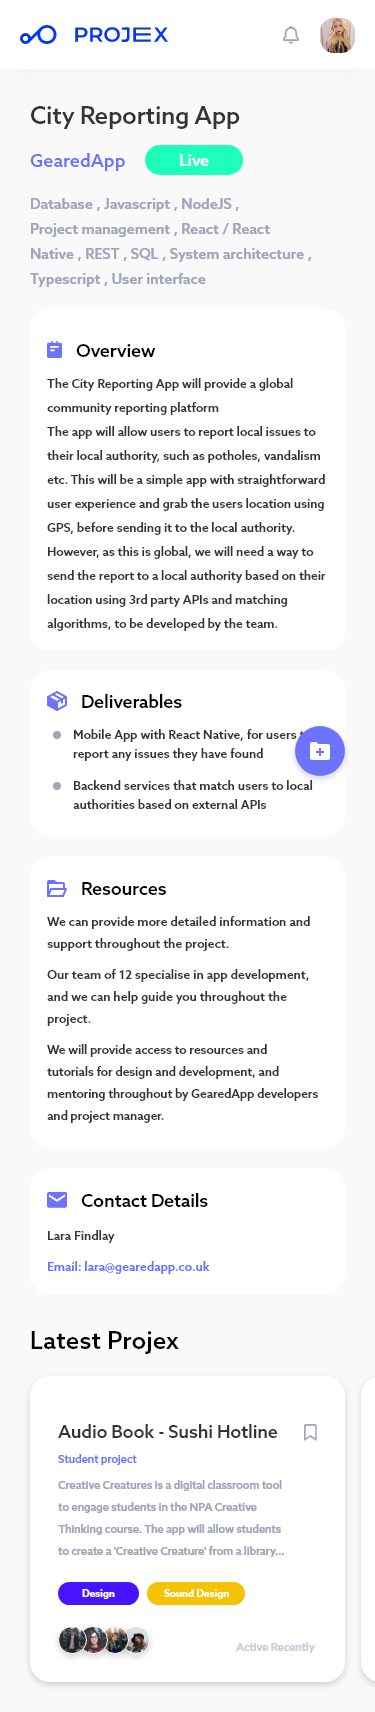 PROJEX
City Reporting App
GearedApp
Live
Database , Javascript , NodeJS ,
Project management , React / React
Native , REST , SQL , System architecture ,
Typescript , User interface
Overview
The City Reporting App will provide a global
community reporting platform
The app will allow users to report local issues to
their local authority, such as potholes, vandalism
etc. This will be a simple app with straightforward
user experience and grab the users location using
GPS, before sending it to the local authority.
However, as this is global, we will need a way to
send the report to a local authority based on their
location using 3rd party APIs and matching
algorithms, to be developed by the team.
Deliverables
Mobile App with React Native, for users
report any issues they have found
Backend services that match users to local
authorities based on external APIs
Resources
We can provide more detailed information and
support throughout the project.
Our team of 12 specialise in app development,
and we can help guide you throughout the
project.
We will provide access to resources and
tutorials for design and development, and
mentoring throughout by GearedApp developers
and project manager.
Contact Details
Lara Findlay
Email: lara@gearedapp.co.uk
Latest Projex
Audio Book - Sushi Hotline
Student project
Creative Creatures is a digital classroom tool
to engage students in the NPA Creative
Thinking course. The app will allow students
to create a 'Creative Creature' from a library...
Design
Sound Design
Active Recently